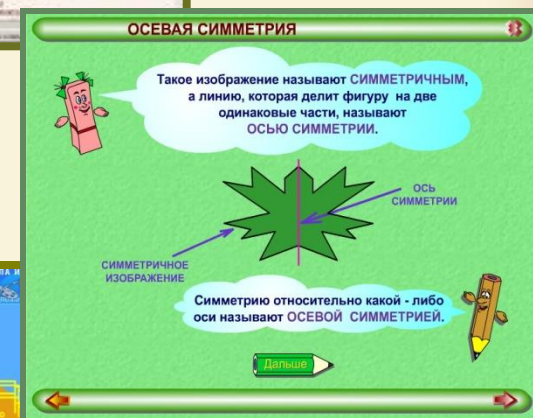 ОСЕВАЯ СИММЕТРИЯ
Такое изображение называют СИММЕТРИЧНЫМ,
а линию, которая делит фигуру на две
одинаковые части, называют
ОСЬЮ СИММЕТРИИ.
ОСЬ
СИММЕТРИИ
СИММЕТРИЧНОЕ
ИЗОБРАЖЕНИЕ
Симметрию относительно какой - либо
оси называют ОСЕВОЙ СИММЕТРИЕЙ.
Дальше